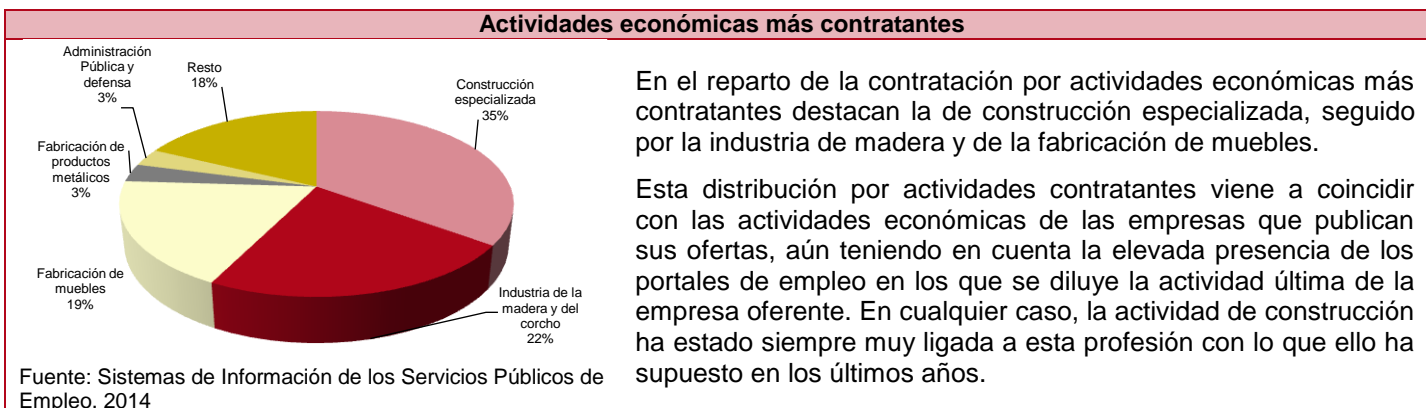 Actividades económicas más contratantes
Administración
Pública y
defensa
3%
Resto
18%
Construcción
especializada
35%
Fabricación de
productos
metálicos
3%
Fabricación de
muebles
19%
Industria de la
madera y del
corcho
22%
Fuente: Sistemas de Información de los Servicios Públicos de
Empleo. 2014
En el reparto de la contratación por actividades económicas más
contratantes destacan la de construcción especializada, seguido
por la industria de madera y de la fabricación de muebles.
Esta distribución por actividades contratantes viene a coincidir
con las actividades económicas de las empresas que publican
sus ofertas, aún teniendo en cuenta la elevada presencia de los
portales de empleo en los que se diluye la actividad última de la
empresa oferente. En cualquier caso, la actividad de construcción
ha estado siempre muy ligada a esta profesión con lo que ello ha
supuesto en los últimos años.